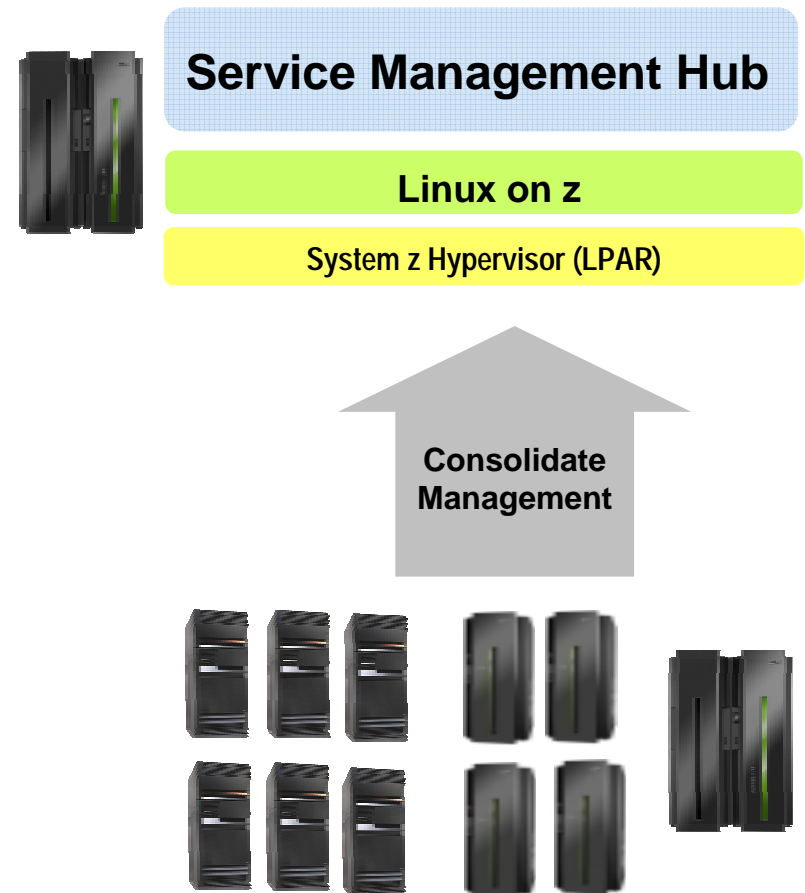 Service Management Hub
Linux on z
System z Hypervisor (LPAR)
Consolidate
Management